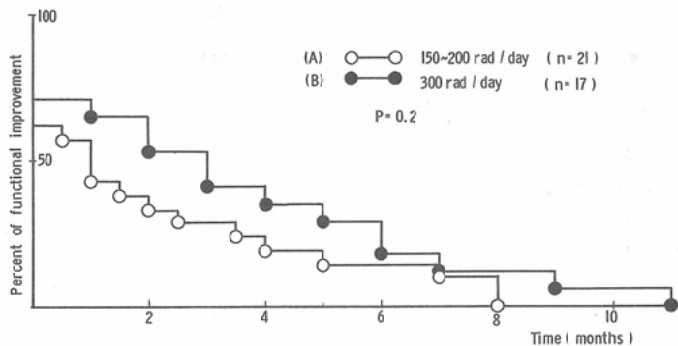 100
(A) 150~200 rad / day ( n= 21 )
(B) 300 rad / day ( n= 17 )
P= 0.2
50
Percent of functional improvement
2 4 6 8 10
Time ( months )